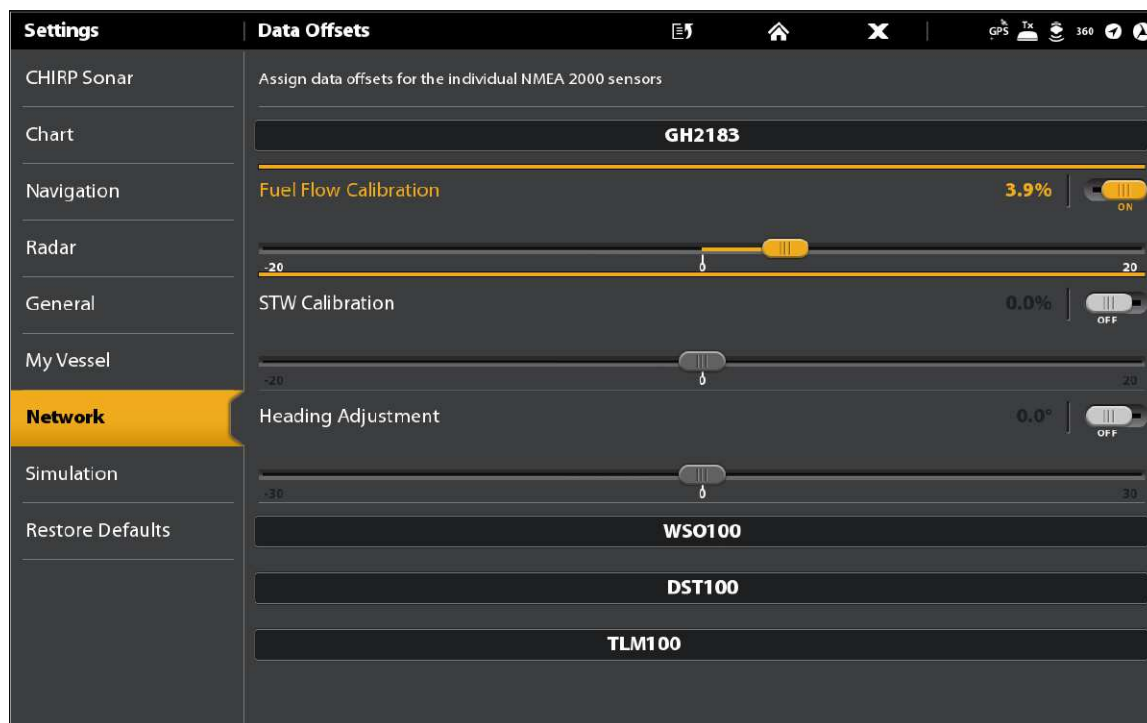 Settings
Data Offsets
GPS Tx 360
CHIRP Sonar
Assign data offsets for the individual NMEA 2000 sensors
Chart
GH2183
Navigation
Fuel Flow Calibration 3.9%
ON
Radar
-20 0 20
General
STW Calibration 0.0%
OFF
My Vessel
-20 0 20
Network
Heading Adjustment 0.0°
OFF
Simulation
-30 0 30
Restore Defaults
WSO100
DST100
TLM100